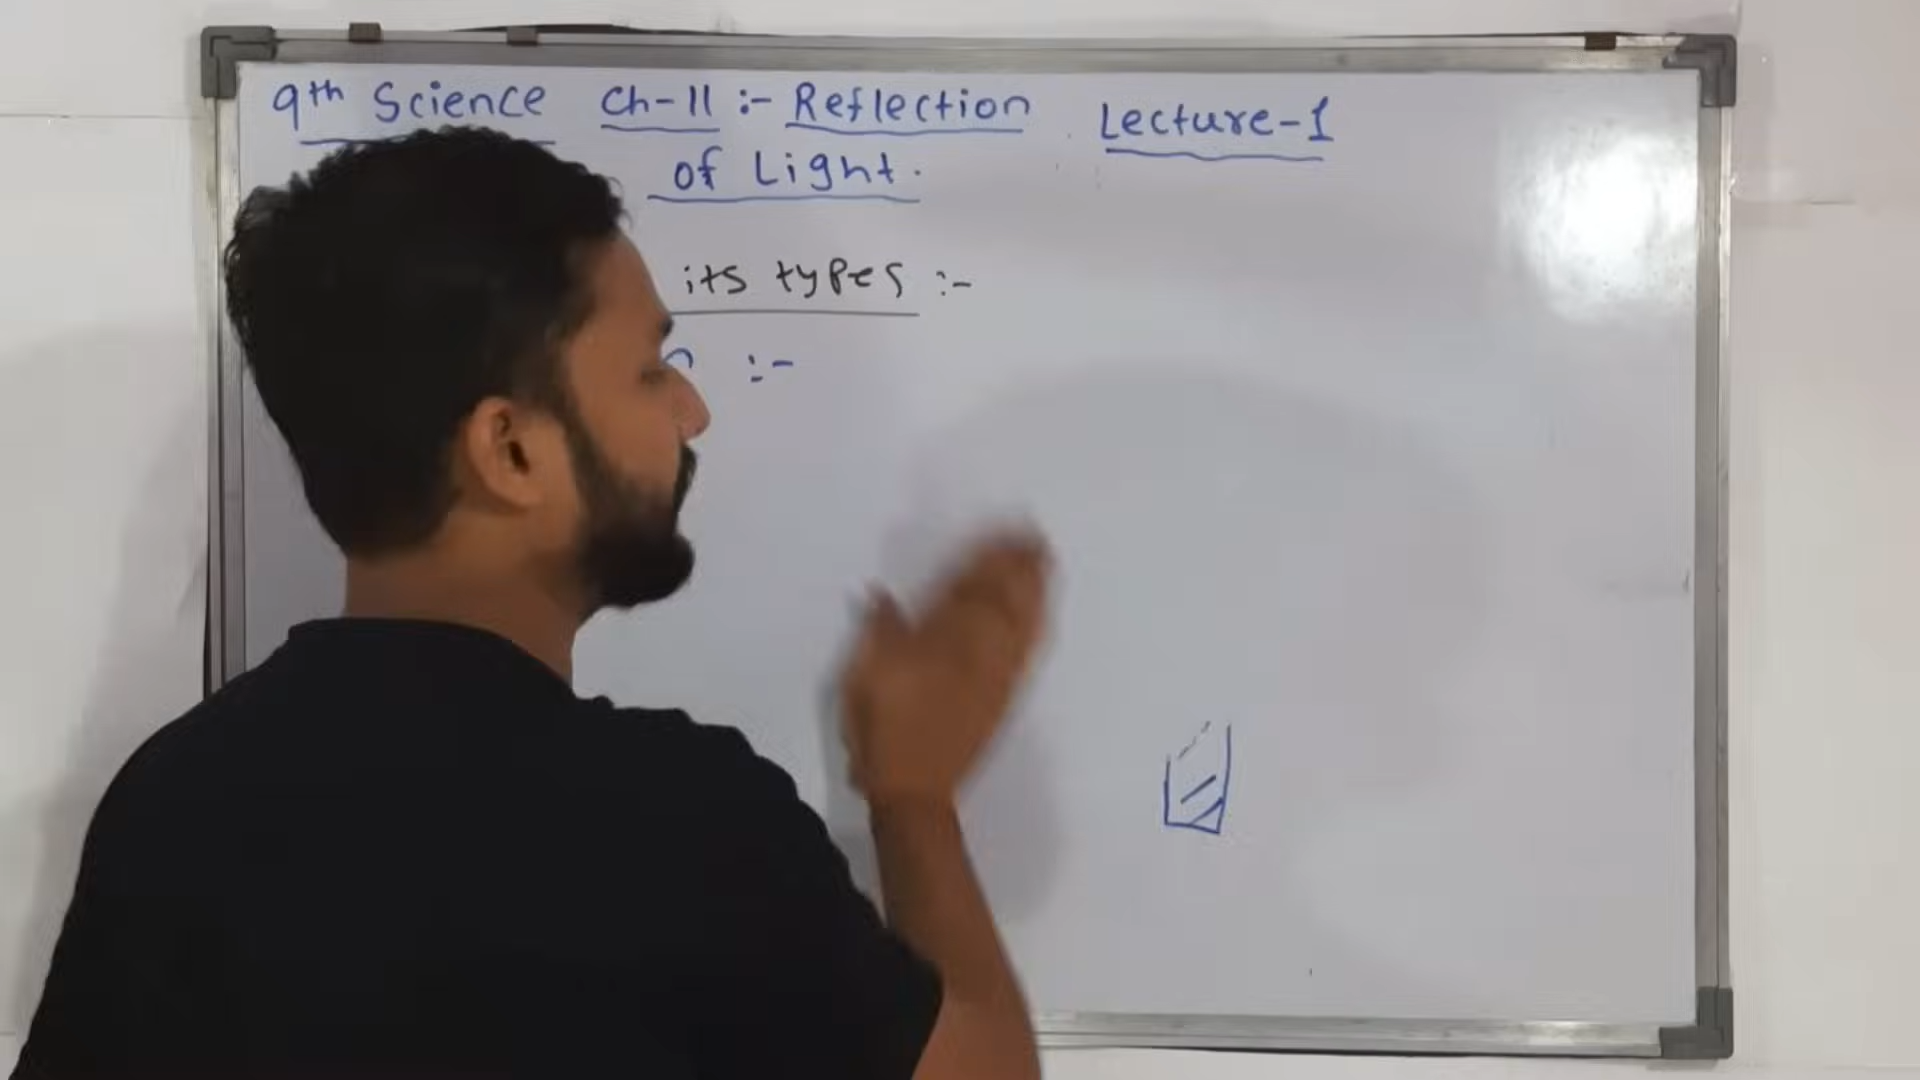 9th Science Ch-11 :- Reflection Lecture-1
of Light.
its types :-
:-